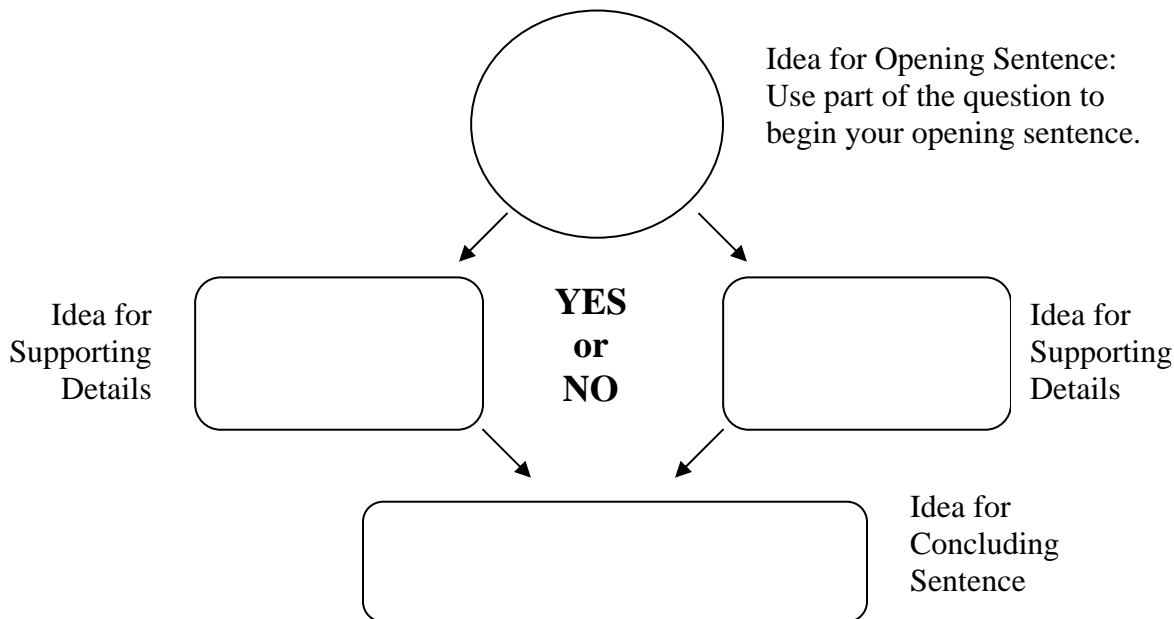 Idea for Opening Sentence:
Use part of the question to
begin your opening sentence.
Idea for
Supporting
Details
YES
or
NO
Idea for
Supporting
Details
Idea for
Concluding
Sentence